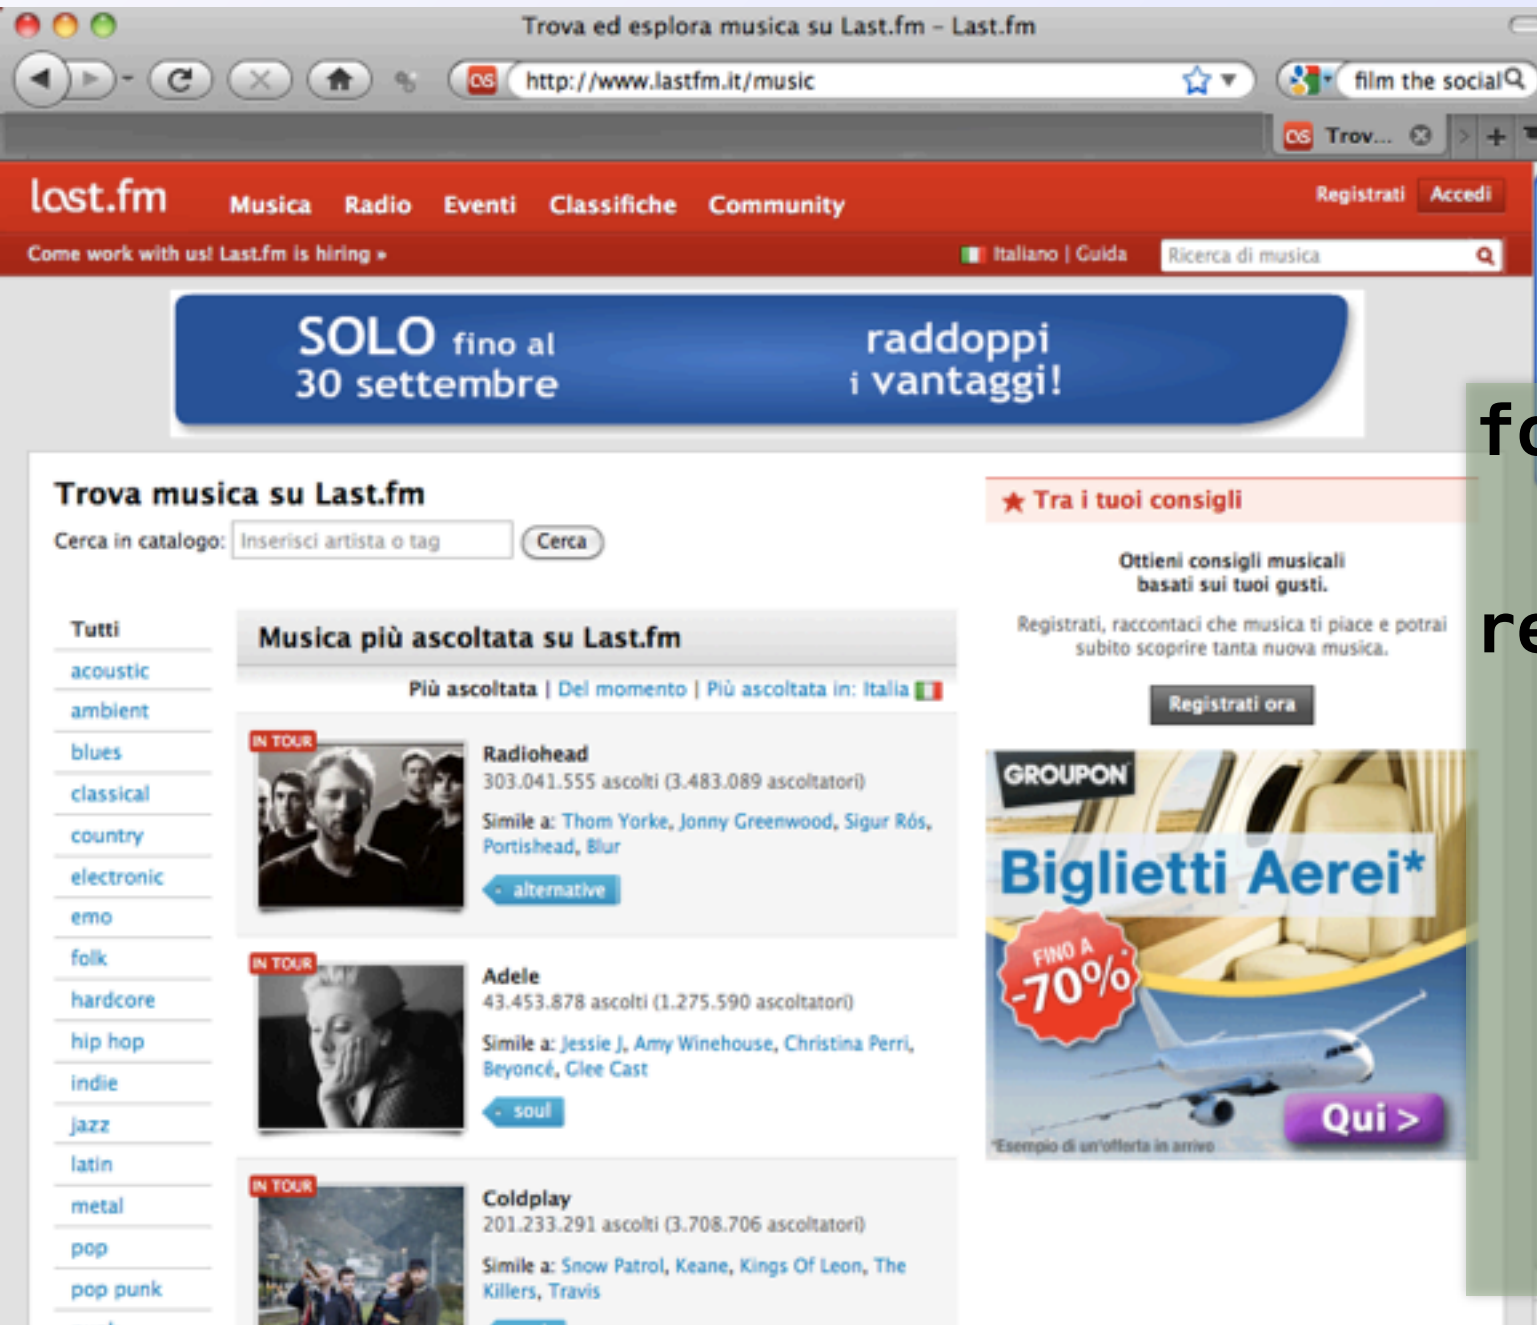 Trova ed esplora musica su Last.fm – Last.fm
http://www.lastfm.it/music
film the social
Trov...
last.fm
Musica Radio Eventi Classifiche Community
Registrati Accedi
Come work with us! Last.fm is hiring »
Italiano | Guida
Ricerca di musica
SOLO fino al
30 settembre
raddoppi
i vantaggi!
Trova musica su Last.fm
Cerca in catalogo: Inserisci artista o tag Cerca
Tutti
acoustic
ambient
blues
classical
country
electronic
emo
folk
hardcore
hip hop
indie
jazz
latin
metal
pop
pop punk
Musica più ascoltata su Last.fm
Più ascoltata | Del momento | Più ascoltata in: Italia
IN TOUR
Radiohead
303.041.555 ascolti (3.483.089 ascoltatori)
Simile a: Thom Yorke, Jonny Greenwood, Sigur Rós,
Portishead, Blur
alternative
IN TOUR
Adele
43.453.878 ascolti (1.275.590 ascoltatori)
Simile a: Jessie J, Amy Winehouse, Christina Perri,
Beyoncé, Glee Cast
soul
IN TOUR
Coldplay
201.233.291 ascolti (3.708.706 ascoltatori)
Simile a: Snow Patrol, Keane, Kings Of Leon, The
Killers, Travis
Tra i tuoi consigli
Ottieni consigli musicali
basati sui tuoi gusti.
Registrati, raccontaci che musica ti piace e potrai
subito scoprire tanta nuova musica.
Registrati ora
GROUPON
Biglietti Aerei*
FINO A
-70%
Qui >
*Esempio di un'offerta in arrivo
fo
re